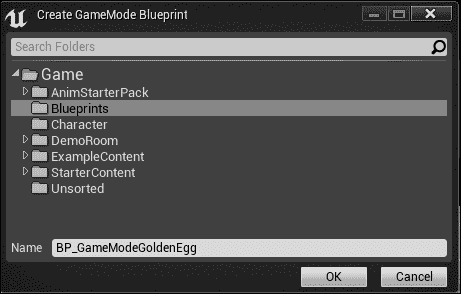 Create GameMode Blueprint
Search Folders
Game
AnimStarterPack
Blueprints
Character
DemoRoom
ExampleContent
StarterContent
Unsorted
Name BP_GameModeGoldenEgg
OK Cancel